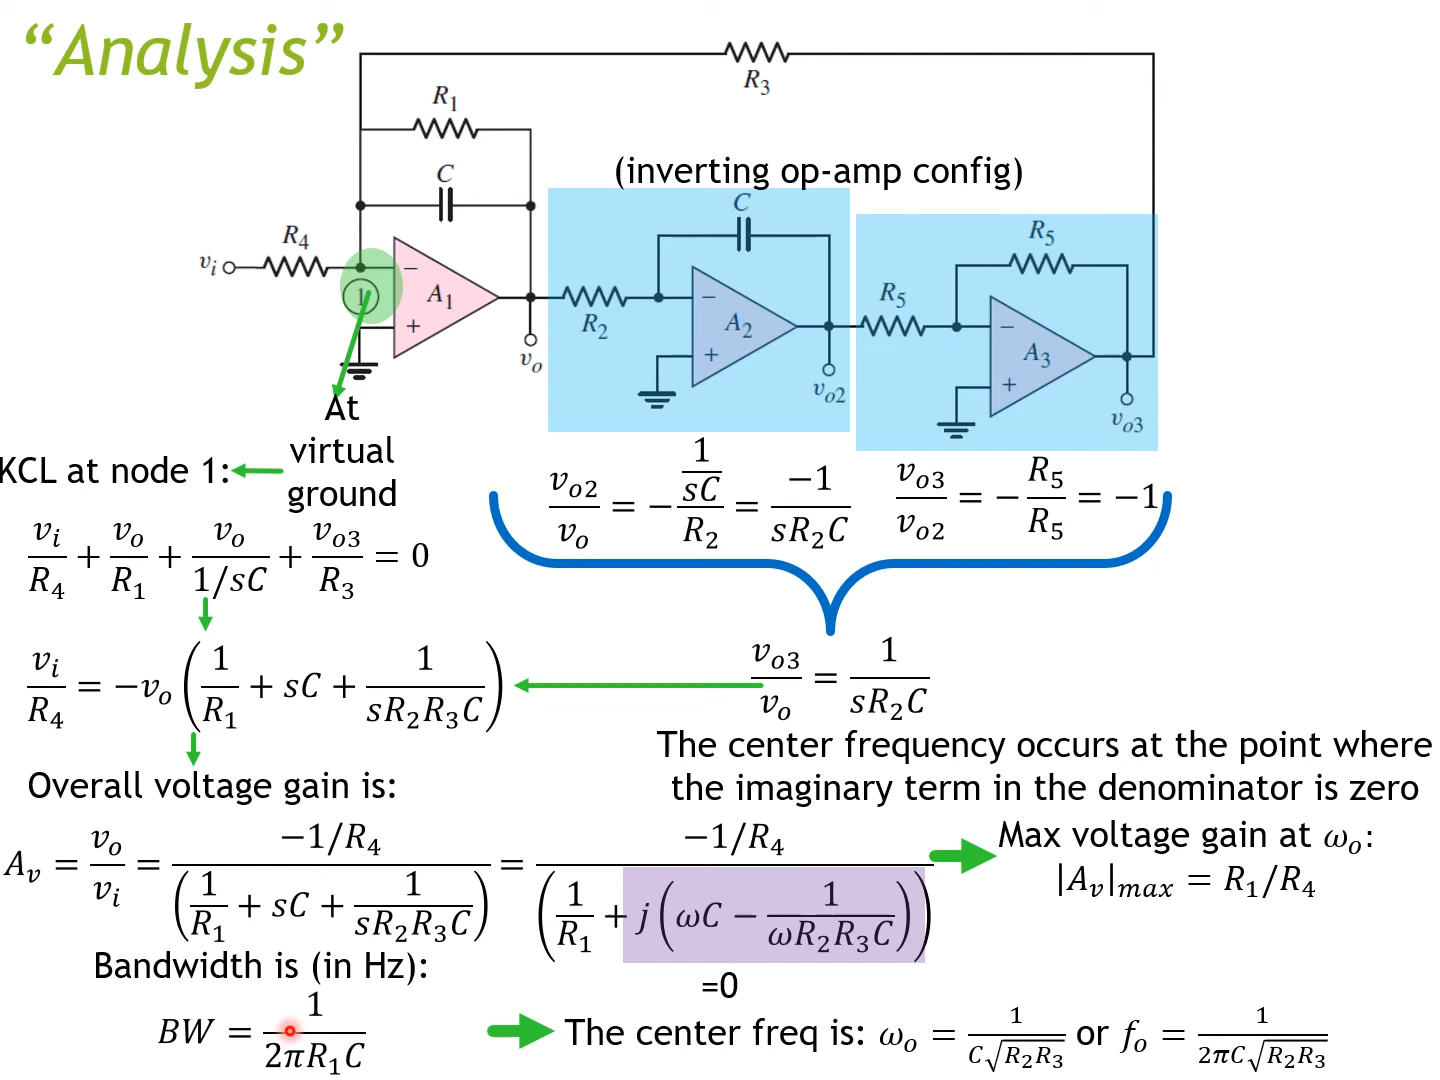 “Analysis”
R₃
R₁
C
(inverting op-amp config)
C
R₅
R₄
vᵢ
1
−
A₁
+
R₂
−
A₂
+
R₅
−
A₃
+
vₒ
vₒ₂
vₒ₃
At
virtual
ground
KCL at node 1:
vᵢ/R₄ + vₒ/R₁ + vₒ/(1/sC) + vₒ₃/R₃ = 0
vₒ₂/vₒ = −(1/sC)/R₂ = −1/(sR₂C)
vₒ₃/vₒ₂ = −R₅/R₅ = −1
vᵢ/R₄ = −vₒ(1/R₁ + sC + 1/(sR₂R₃C))
vₒ₃/vₒ = 1/(sR₂C)
The center frequency occurs at the point where
the imaginary term in the denominator is zero
Overall voltage gain is:
Aᵥ = vₒ/vᵢ = (−1/R₄)/(1/R₁ + sC + 1/(sR₂R₃C)) = (−1/R₄)/(1/R₁ + j(ωC − 1/(ωR₂R₃C)))
=0
Max voltage gain at ωₒ:
|Aᵥ|ₘₐₓ = R₁/R₄
Bandwidth is (in Hz):
BW = 1/(2πR₁C)
The center freq is: ωₒ = 1/(C√(R₂R₃)) or fₒ = 1/(2πC√(R₂R₃))